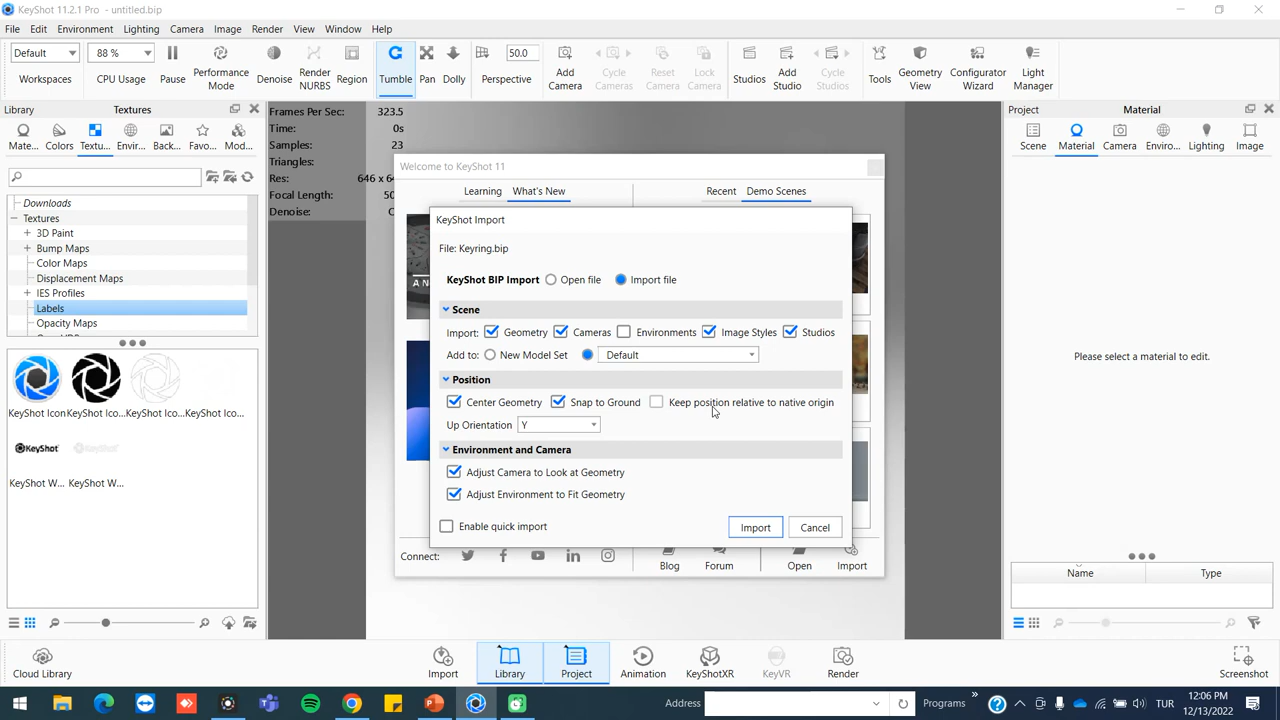 KeyShot 11.2.1 Pro - untitled.bip
File Edit Environment Lighting Camera Image Render View Window Help
Default 88 % 50.0
Workspaces CPU Usage Pause Performance Mode Denoise Render NURBS Region Tumble Pan Dolly Perspective Add Camera Cycle Cameras Reset Camera Lock Camera Studios Add Studio Cycle Studios Tools Geometry View Configurator Wizard Light Manager
Library Textures
Mate... Colors Textu... Envir... Back... Favo... Mod...
Downloads
Textures
3D Paint
Bump Maps
Color Maps
Displacement Maps
IES Profiles
Labels
Opacity Maps
KeyShot Icon KeyShot Ico... KeyShot Ico... KeyShot Ico...
KeyShot
KeyShot W... KeyShot W...
Frames Per Sec: 323.5
Time: 0s
Samples: 23
Triangles:
Res: 646 x 6
Focal Length: 50
Denoise:
Welcome to KeyShot 11
Learning What's New Recent Demo Scenes
KeyShot Import
File: Keyring.bip
KeyShot BIP Import Open file Import file
Scene
Import: Geometry Cameras Environments Image Styles Studios
Add to: New Model Set Default
Position
Center Geometry Snap to Ground Keep position relative to native origin
Up Orientation Y
Environment and Camera
Adjust Camera to Look at Geometry
Adjust Environment to Fit Geometry
Enable quick import Import Cancel
Connect: Blog Forum Open Import
Project Material
Scene Material Camera Enviro... Lighting Image
Please select a material to edit.
Name Type
Cloud Library Import Library Project Animation KeyShotXR KeyVR Render Screenshot
Address Programs » TUR 12:06 PM 12/13/2022